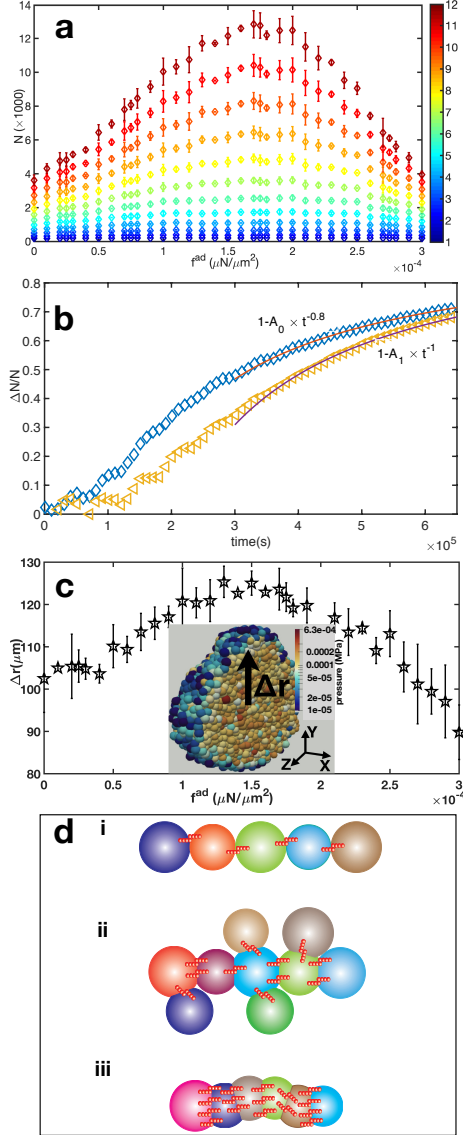 a
N (×1000)
14
12
10
8
6
4
2
0
0
0.5
1
1.5
2
2.5
3
f^ad (μN/μm²)
×10⁻⁴
12
11
10
9
8
7
6
5
4
3
2
1
b
ΔN/N
0.8
0.7
0.6
0.5
0.4
0.3
0.2
0.1
0
1-A₀ × t^-0.8
1-A₁ × t^-1
0
1
2
3
4
5
6
time(s)
×10⁵
c
Δr(μm)
130
120
110
100
90
80
Δr
6.3e-04
0.0002
0.0001
5e-05
2e-05
1e-05
pressure (MPa)
Y
Z
X
0
0.5
1
1.5
2
2.5
3
f^ad (μN/μm²)
×10⁻⁴
d
i
ii
iii